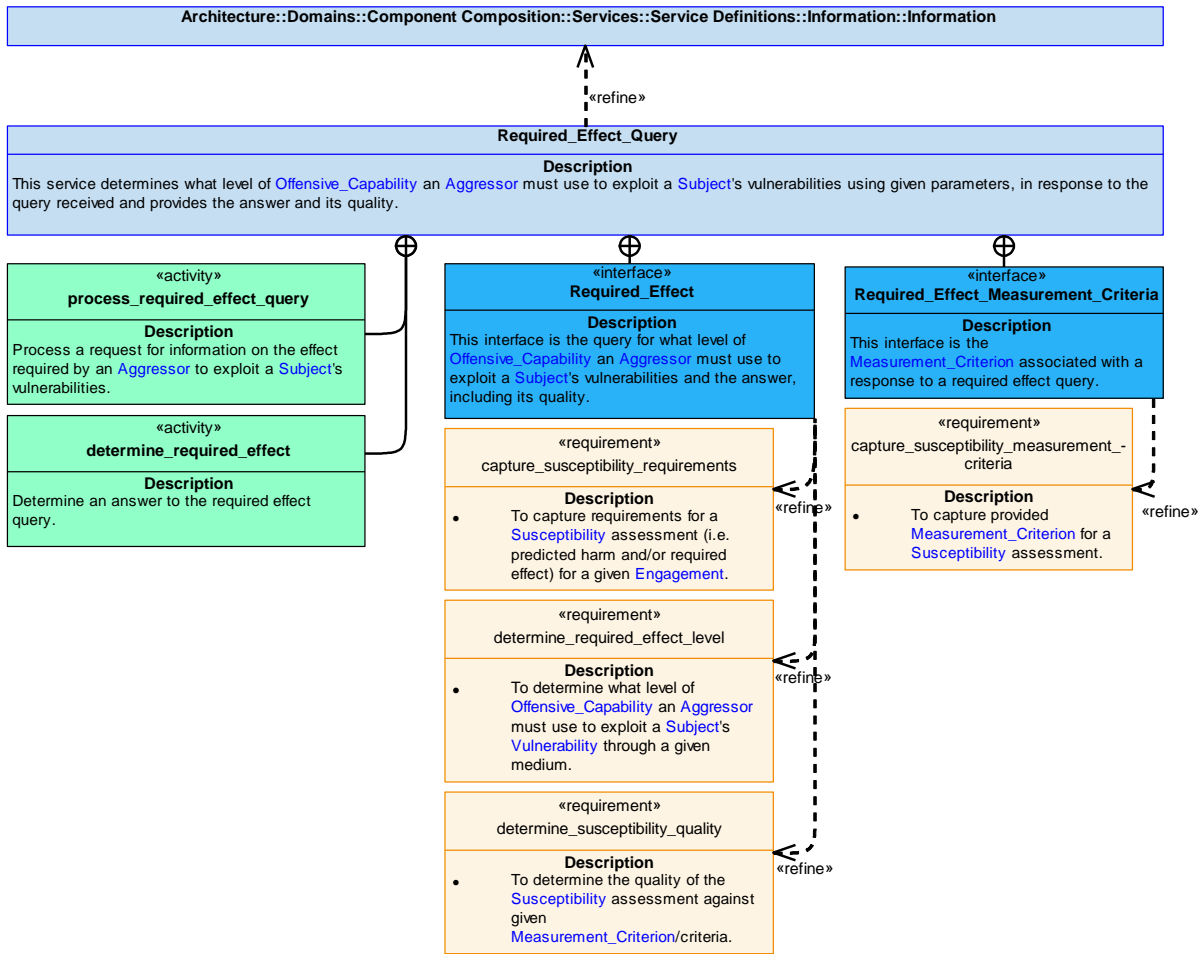 Architecture::Domains::Component Composition::Services::Service Definitions::Information::Information
«refine»
Required_Effect_Query
Description
This service determines what level of Offensive_Capability an Aggressor must use to exploit a Subject's vulnerabilities using given parameters, in response to the
query received and provides the answer and its quality.
«activity»
process_required_effect_query
Description
Process a request for information on the effect
required by an Aggressor to exploit a Subject's
vulnerabilities.
«activity»
determine_required_effect
Description
Determine an answer to the required effect
query.
«interface»
Required_Effect
Description
This interface is the query for what level of
Offensive_Capability an Aggressor must use to
exploit a Subject's vulnerabilities and the answer,
including its quality.
«requirement»
capture_susceptibility_requirements
Description
• To capture requirements for a
Susceptibility assessment (i.e.
predicted harm and/or required
effect) for a given Engagement.
«refine»
«requirement»
determine_required_effect_level
Description
• To determine what level of
Offensive_Capability an Aggressor
must use to exploit a Subject's
Vulnerability through a given
medium.
«refine»
«requirement»
determine_susceptibility_quality
Description
• To determine the quality of the
Susceptibility assessment against
given
Measurement_Criterion/criteria.
«refine»
«interface»
Required_Effect_Measurement_Criteria
Description
This interface is the
Measurement_Criterion associated with a
response to a required effect query.
«requirement»
capture_susceptibility_measurement_-
criteria
Description
• To capture provided
Measurement_Criterion for a
Susceptibility assessment.
«refine»